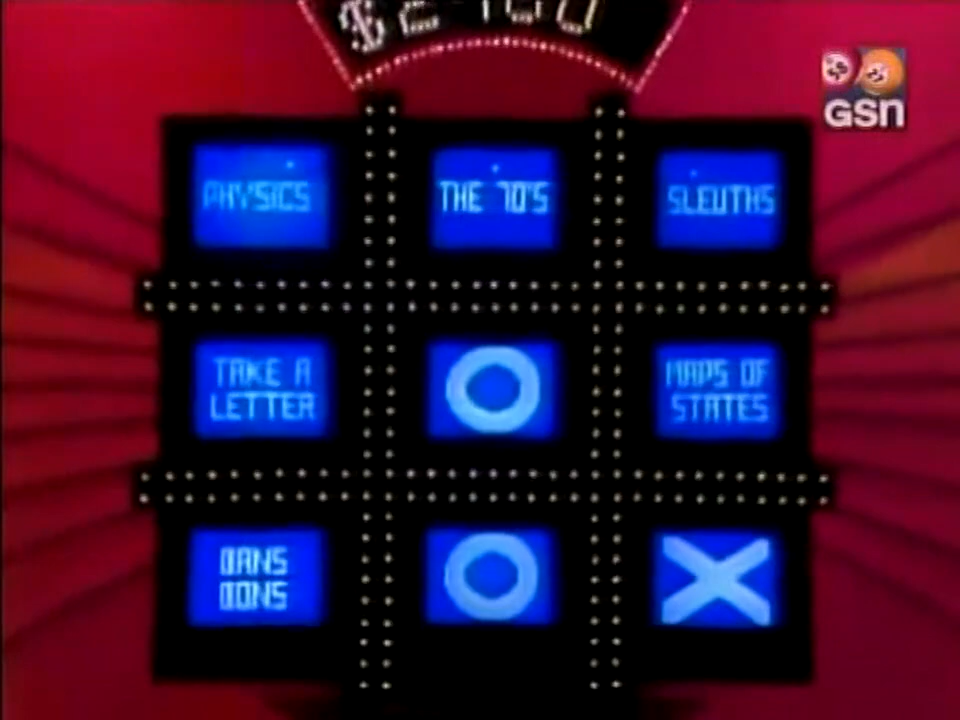 GSN
PHYSICS
THE 70'S
SLEUTHS
TAKE A
LETTER
O
MAPS OF
STATES
DANS
DONS
O
X